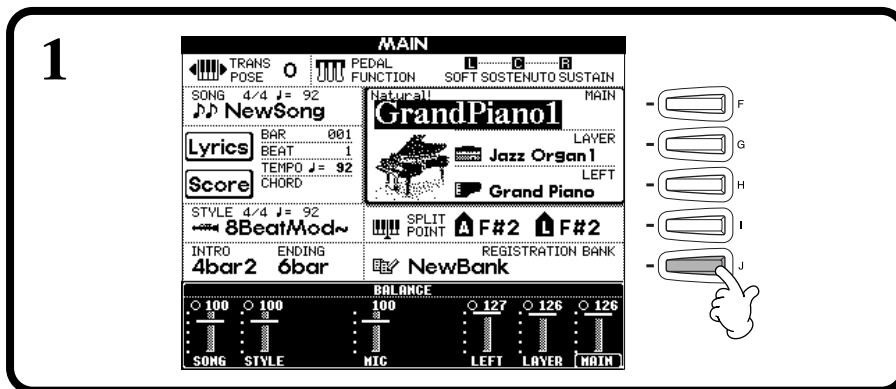 1
MAIN
TRANS POSE 0
PEDAL FUNCTION
L C R
SOFT SOSTENUTO SUSTAIN
SONG 4/4 ♩= 92
NewSong
Natural!
MAIN
GrandPiano1
Lyrics
BAR 001
BEAT 1
LAYER
Jazz Organ1
TEMPO ♩= 92
Score
CHORD
LEFT
Grand Piano
STYLE 4/4 ♩= 92
8BeatMod~
SPLIT POINT A F#2 L F#2
INTRO ENDING
4bar2 6bar
REGISTRATION BANK
NewBank
BALANCE
100 100 100 127 126 126
SONG STYLE MIC LEFT LAYER MAIN
F
G
H
I
J